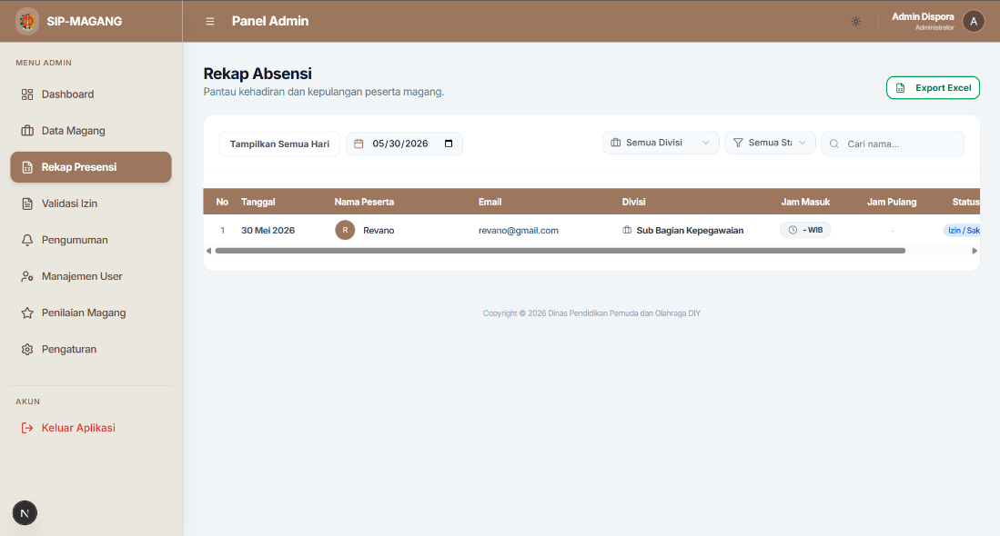 SIP-MAGANG
Panel Admin
Admin Dispora
Administrator
A
MENU ADMIN
Dashboard
Data Magang
Rekap Presensi
Validasi Izin
Pengumuman
Manajemen User
Penilaian Magang
Pengaturan
AKUN
Keluar Aplikasi
N
Rekap Absensi
Pantau kehadiran dan kepulangan peserta magang.
Export Excel
Tampilkan Semua Hari
05/30/2026
Semua Divisi
Semua Sta
Cari nama...
No Tanggal Nama Peserta Email Divisi Jam Masuk Jam Pulang Status
1 30 Mei 2026 R Revano revano@gmail.com Sub Bagian Kepegawaian - WIB - Izin / Sak
Copyright © 2026 Dinas Pendidikan Pemuda dan Olahraga DIY